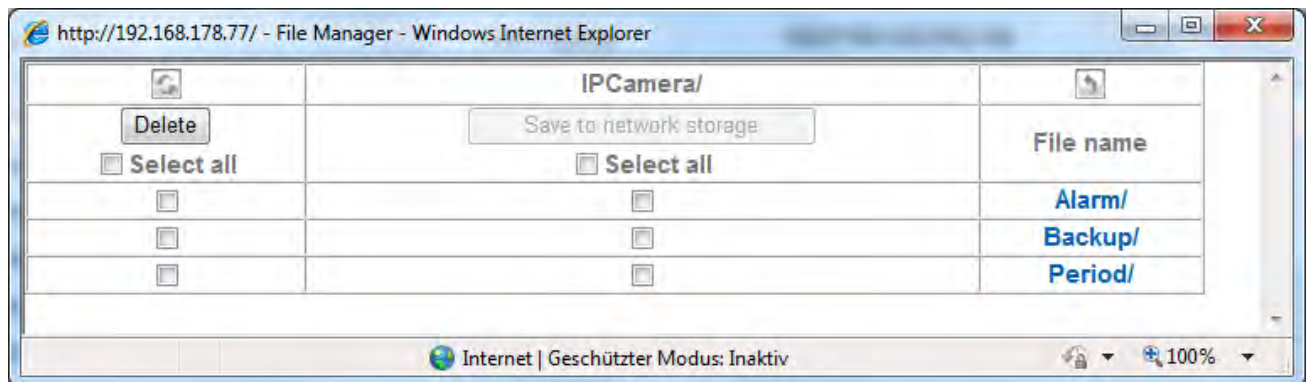 http://192.168.178.77/ - File Manager - Windows Internet Explorer
IPCamera/
Delete
Save to network storage
File name
Select all
Select all
Alarm/
Backup/
Period/
Internet | Geschützter Modus: Inaktiv
100%